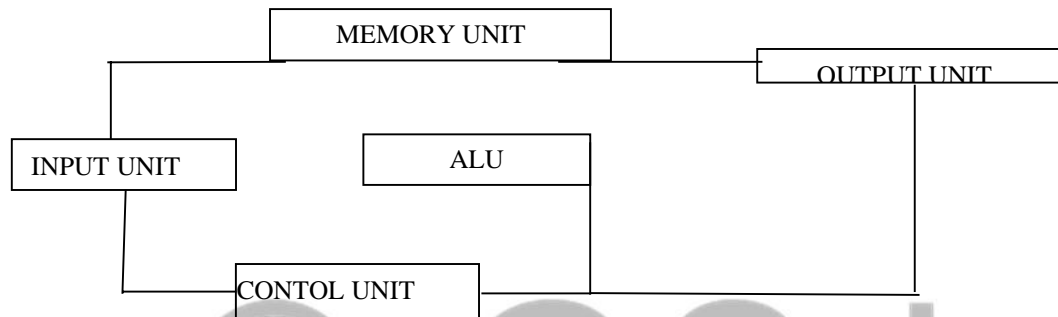 MEMORY UNIT
OUTPUT UNIT
INPUT UNIT
ALU
CONTOL UNIT